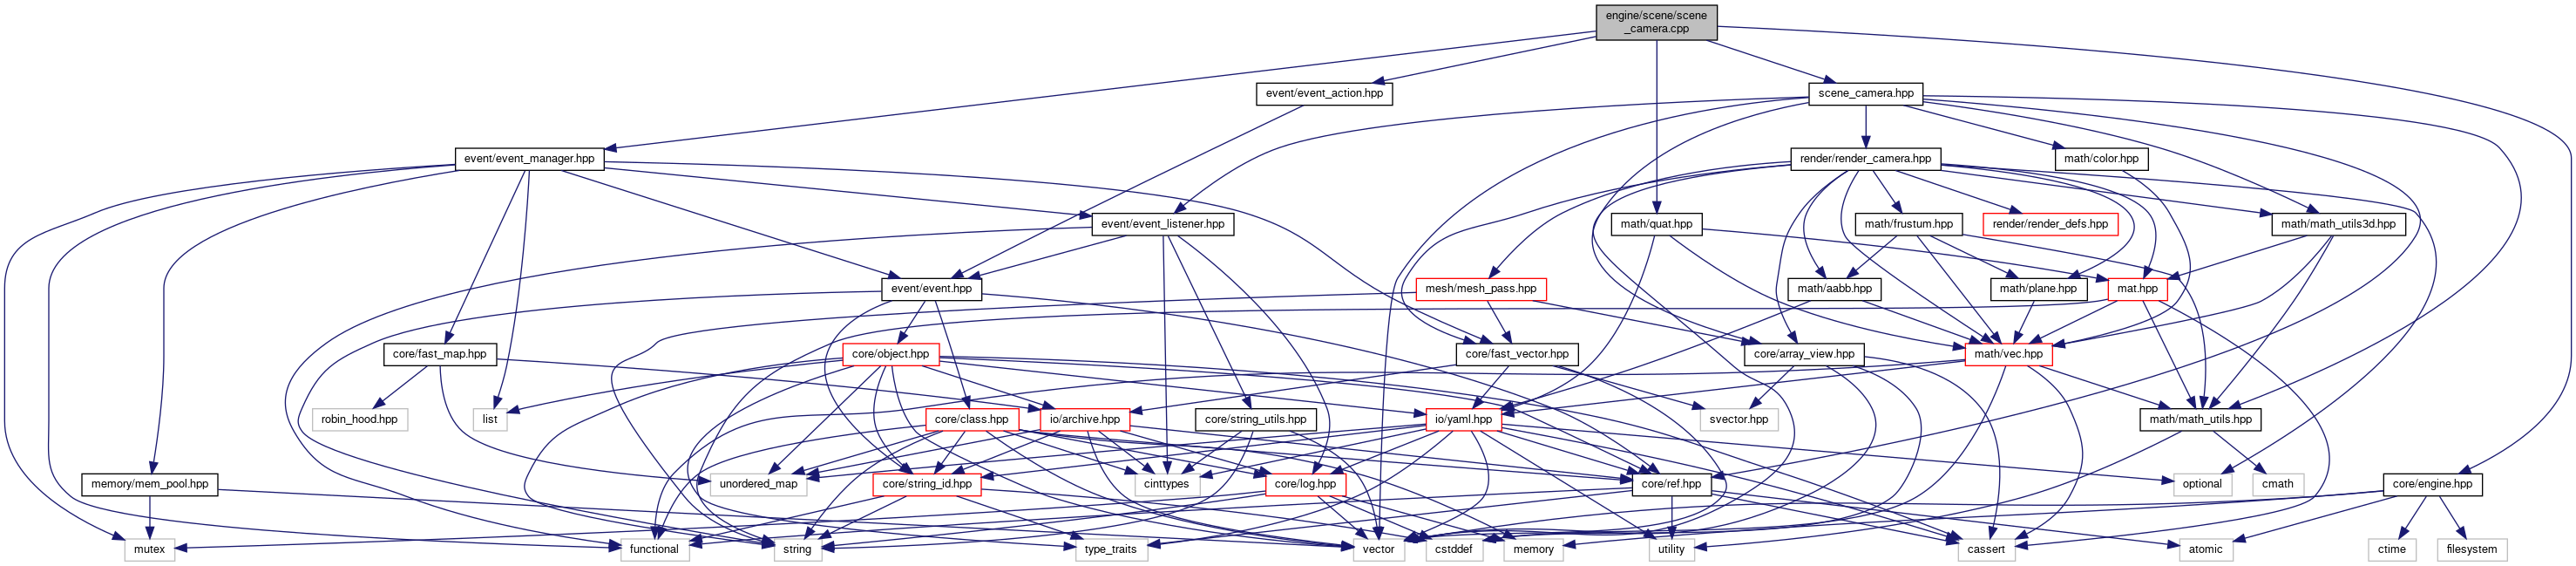 engine/scene/scene
_camera.cpp
event/event_action.hpp
scene_camera.hpp
event/event_manager.hpp
render/render_camera.hpp
math/color.hpp
event/event_listener.hpp
math/quat.hpp
math/frustum.hpp
render/render_defs.hpp
math/math_utils3d.hpp
event/event.hpp
mesh/mesh_pass.hpp
math/aabb.hpp
math/plane.hpp
mat.hpp
core/fast_map.hpp
core/object.hpp
core/fast_vector.hpp
core/array_view.hpp
math/vec.hpp
robin_hood.hpp
list
core/class.hpp
io/archive.hpp
core/string_utils.hpp
io/yaml.hpp
svector.hpp
math/math_utils.hpp
memory/mem_pool.hpp
unordered_map
core/string_id.hpp
cinttypes
core/log.hpp
core/ref.hpp
optional
cmath
core/engine.hpp
mutex
functional
string
type_traits
vector
cstddef
memory
utility
cassert
atomic
ctime
filesystem